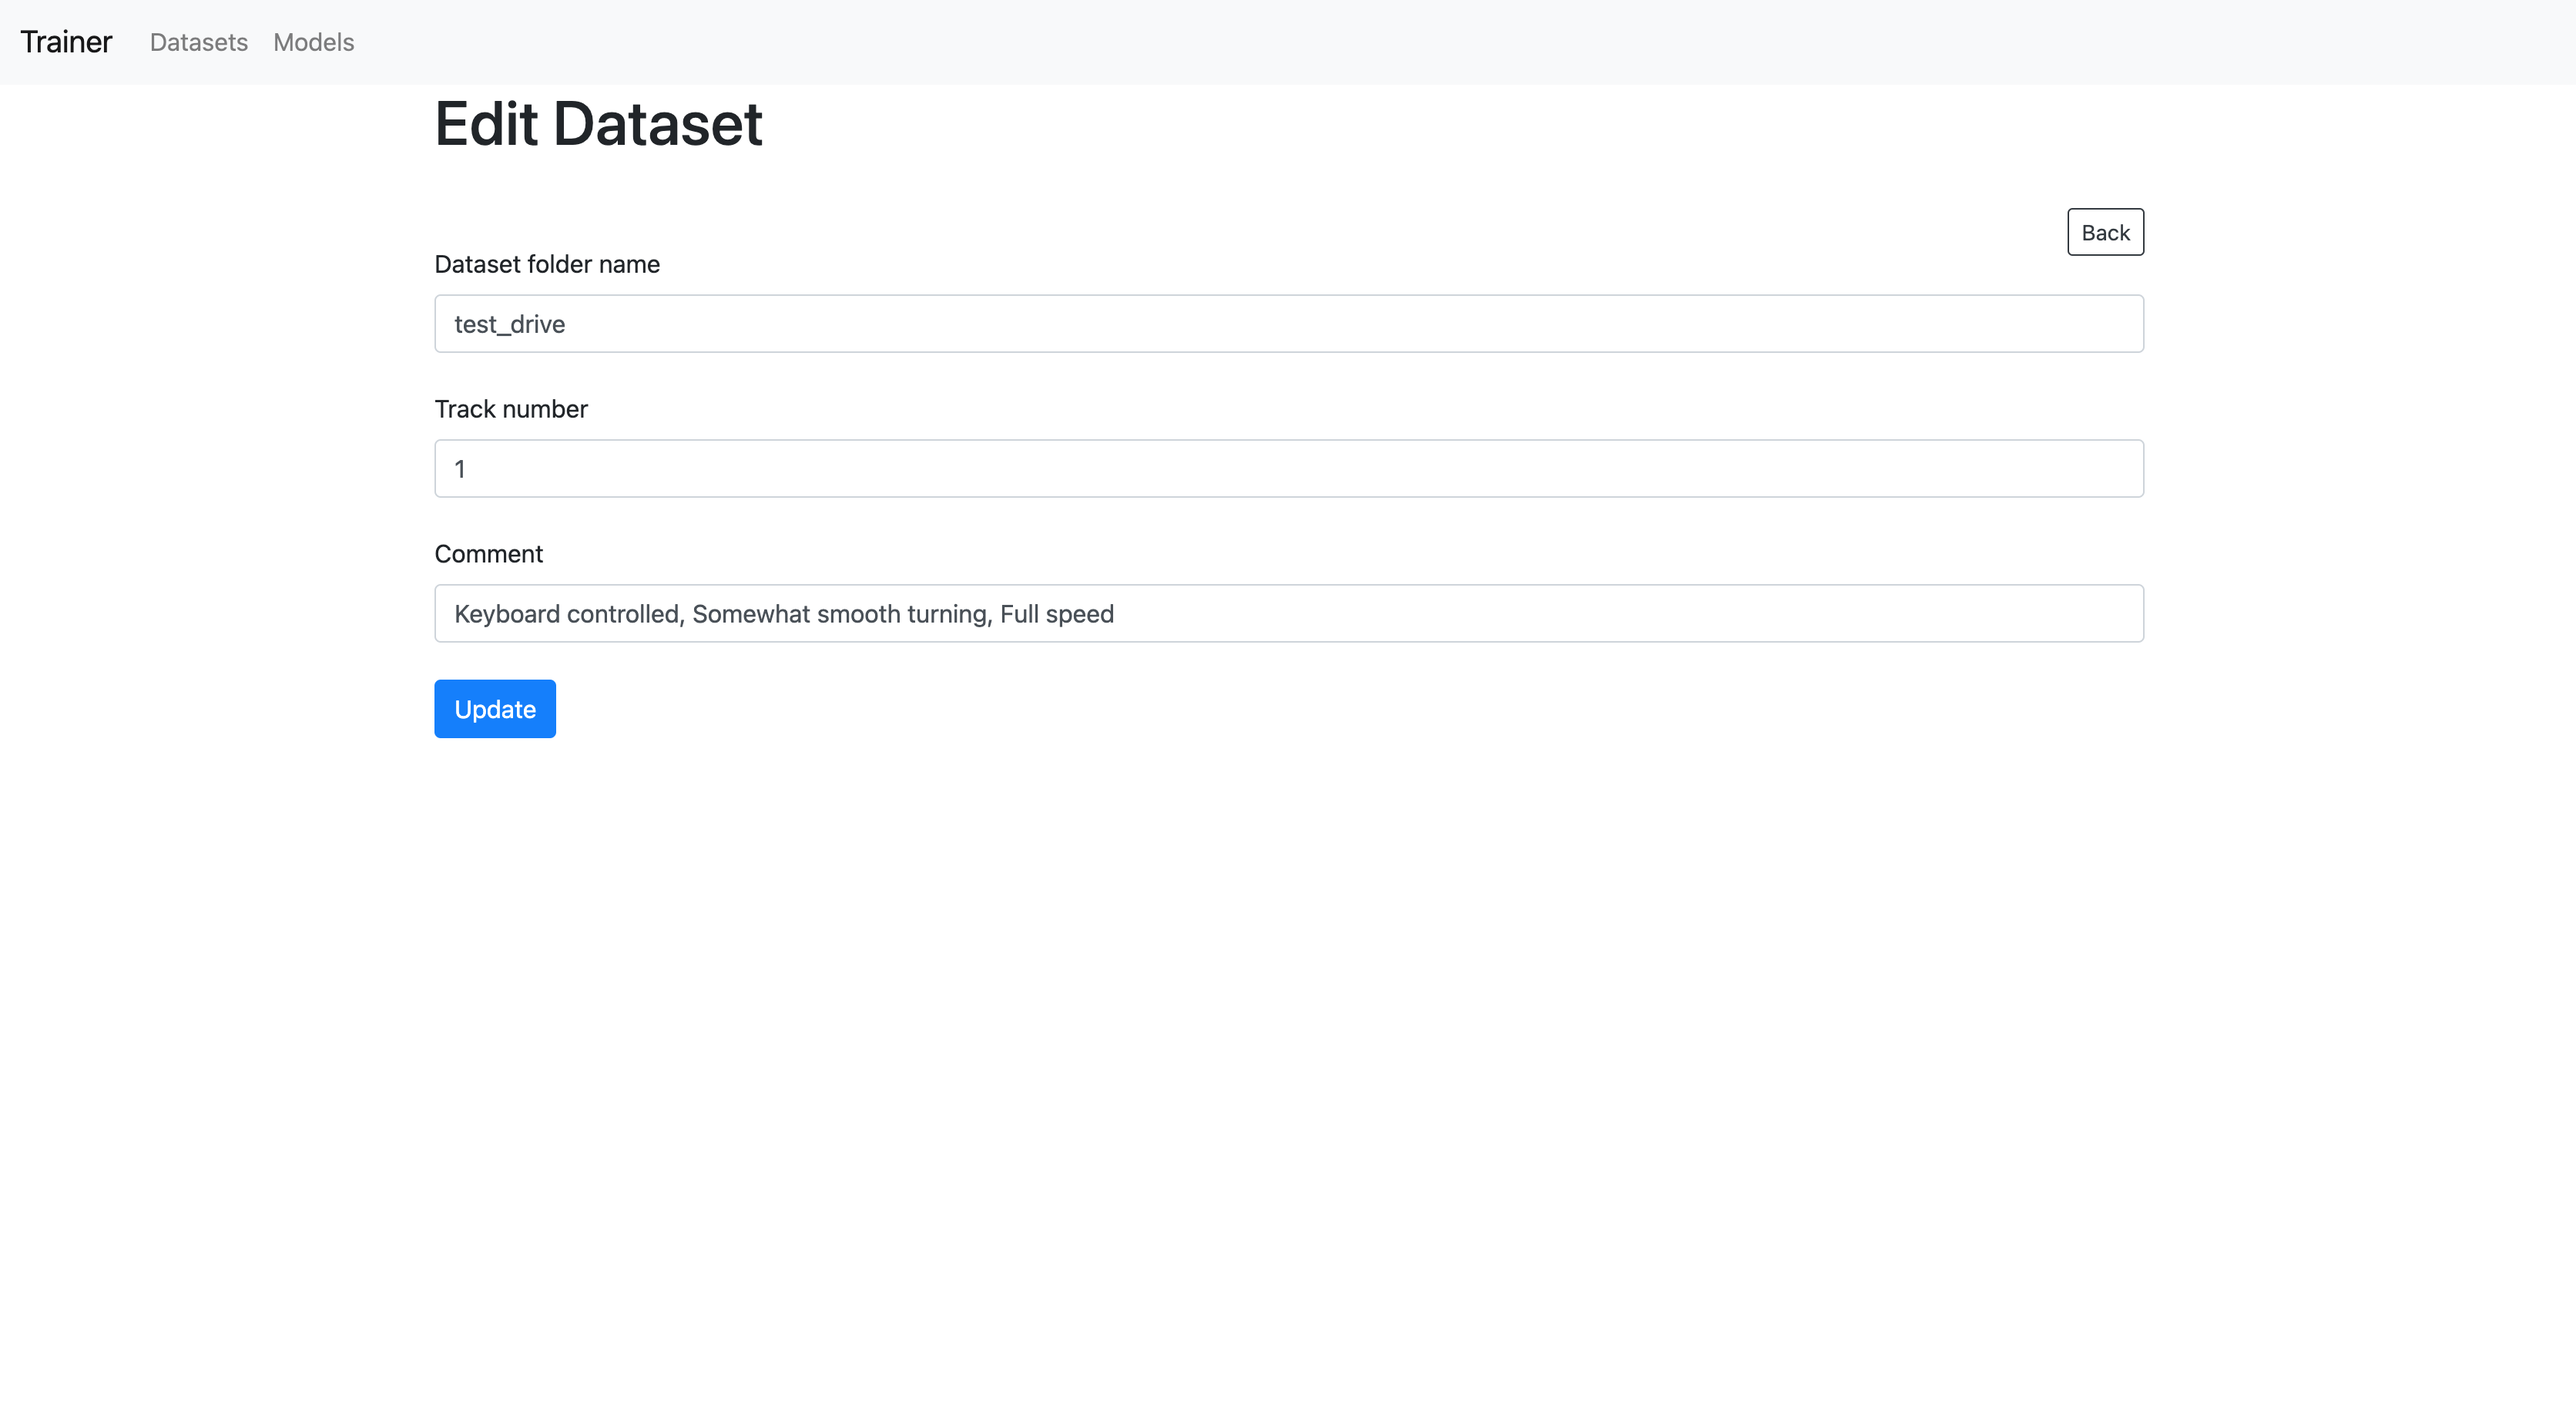 Trainer Datasets Models
Edit Dataset
Back
Dataset folder name
test_drive
Track number
1
Comment
Keyboard controlled, Somewhat smooth turning, Full speed
Update